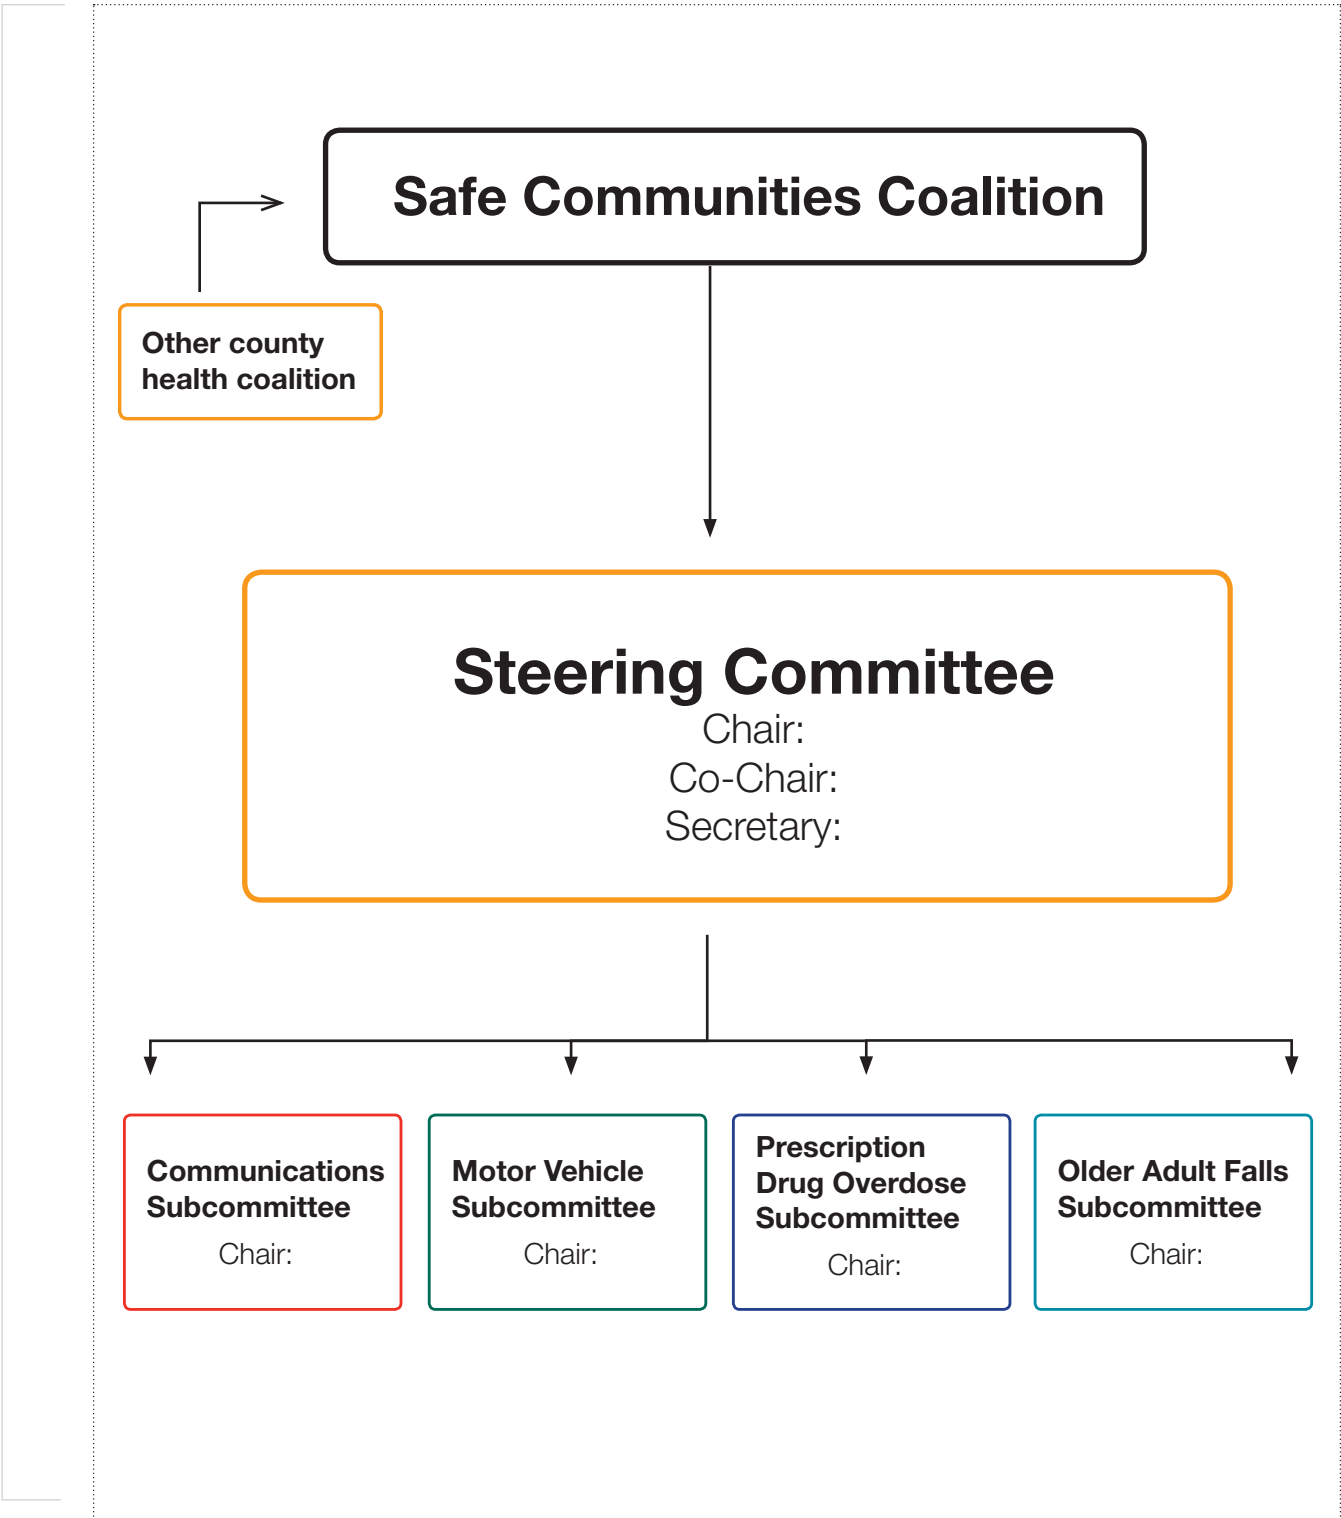 Safe Communities Coalition
Other county
health coalition
Steering Committee
Chair:
Co-Chair:
Secretary:
Communications
Subcommittee
Chair:
Motor Vehicle
Subcommittee
Chair:
Prescription
Drug Overdose
Subcommittee
Chair:
Older Adult Falls
Subcommittee
Chair: